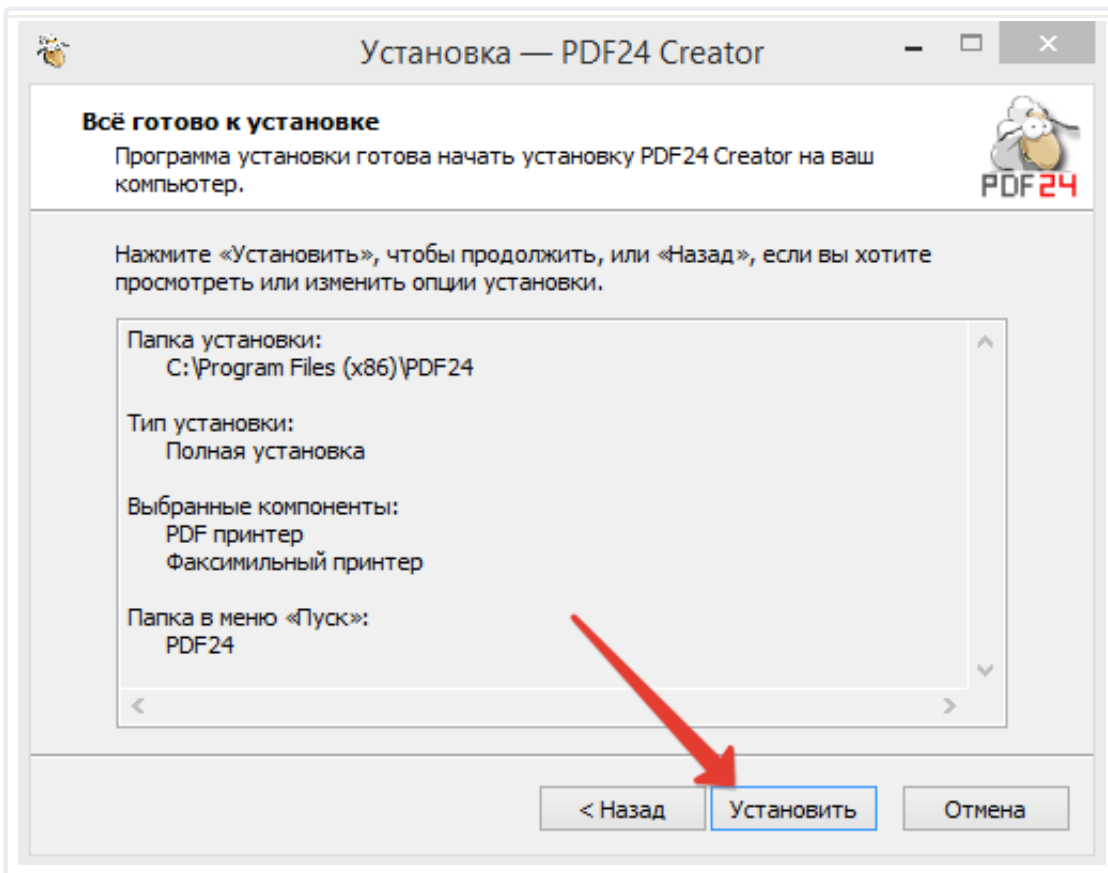 Установка — PDF24 Creator
Всё готово к установке
Программа установки готова начать установку PDF24 Creator на ваш
компьютер.
PDF24
Нажмите «Установить», чтобы продолжить, или «Назад», если вы хотите
просмотреть или изменить опции установки.
Папка установки:
C:\Program Files (x86)\PDF24
Тип установки:
Полная установка
Выбранные компоненты:
PDF принтер
Факсимильный принтер
Папка в меню «Пуск»:
PDF24
< Назад
Установить
Отмена